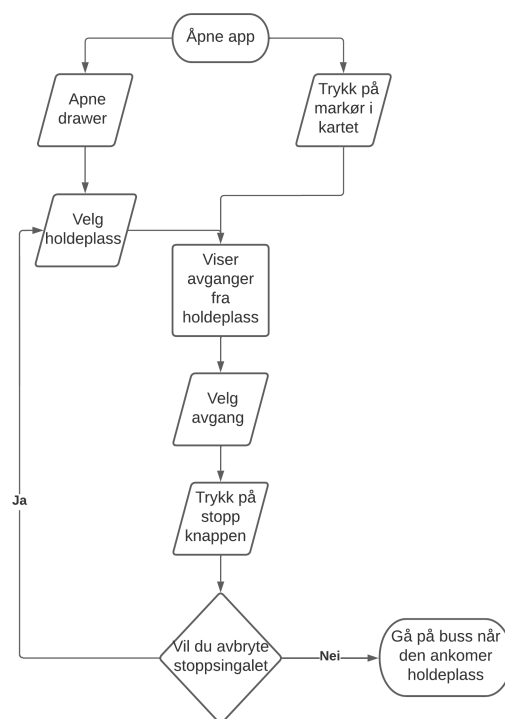 Åpne app
Apne
drawer
Trykk på
markør i
kartet
Velg
holdeplass
Viser
avganger
fra
holdeplass
Velg
avgang
Trykk på
stopp
knappen
Ja
Vil du avbryte
stoppsingalet
Nei
Gå på buss når
den ankomer
holdeplass